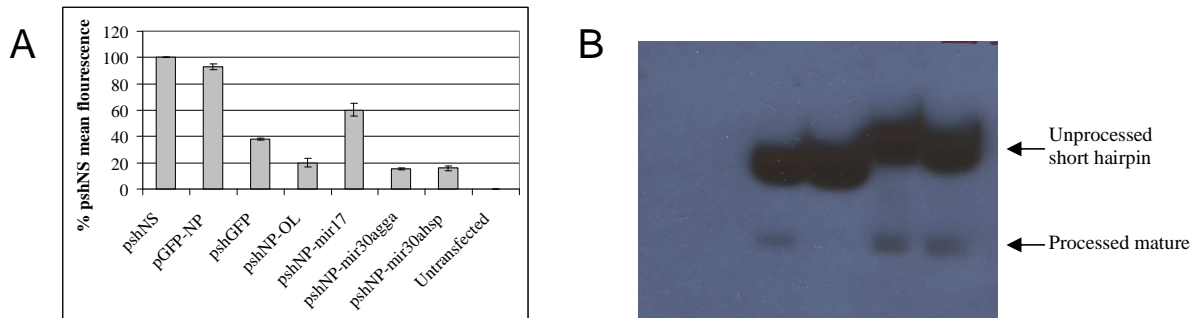 A
% pshNS mean flourescence
120
100
80
60
40
20
0
pshNS
pGFP-NP
pshGFP
pshNP-OL
pshNP-mir17
pshNP-mir30agga
pshNP-mir30ahsp
Untransfected
B
Unprocessed
short hairpin
Processed mature